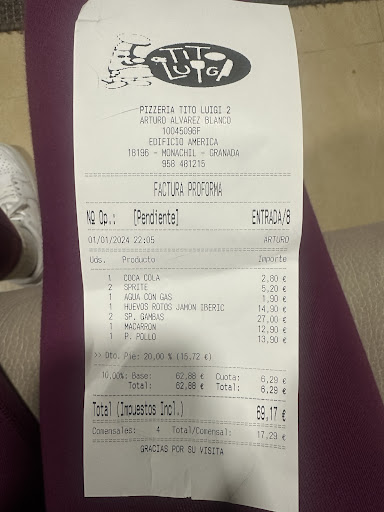 TITO
LUIGI
PIZZERIA TITO LUIGI 2
ARTURO ALVAREZ BLANCO
10045096F
EDIFICIO AMERICA
18196 - MONACHIL - GRANADA
958 481215
FACTURA PROFORMA
Nº Op.: [Pendiente] ENTRADA/8
01/01/2024 22:05 ARTURO
Uds. Producto Importe
1 COCA COLA 2,80 €
2 SPRITE 5,20 €
1 AGUA CON GAS 1,90 €
1 HUEVOS ROTOS JAMON IBERIC 14,90 €
2 SP. GAMBAS 27,00 €
1 MACARRON 12,90 €
1 P. POLLO 13,90 €
>> Dto. Pie: 20,00 % (15,72 €)
10,00%: Base: 62,88 € Cuota: 6,29 €
Total: 62,88 € Total: 6,29 €
Total (Impuestos Incl.) 69,17 €
Comensales: 4 Total/Comensal: 17,29 €
GRACIAS POR SU VISITA